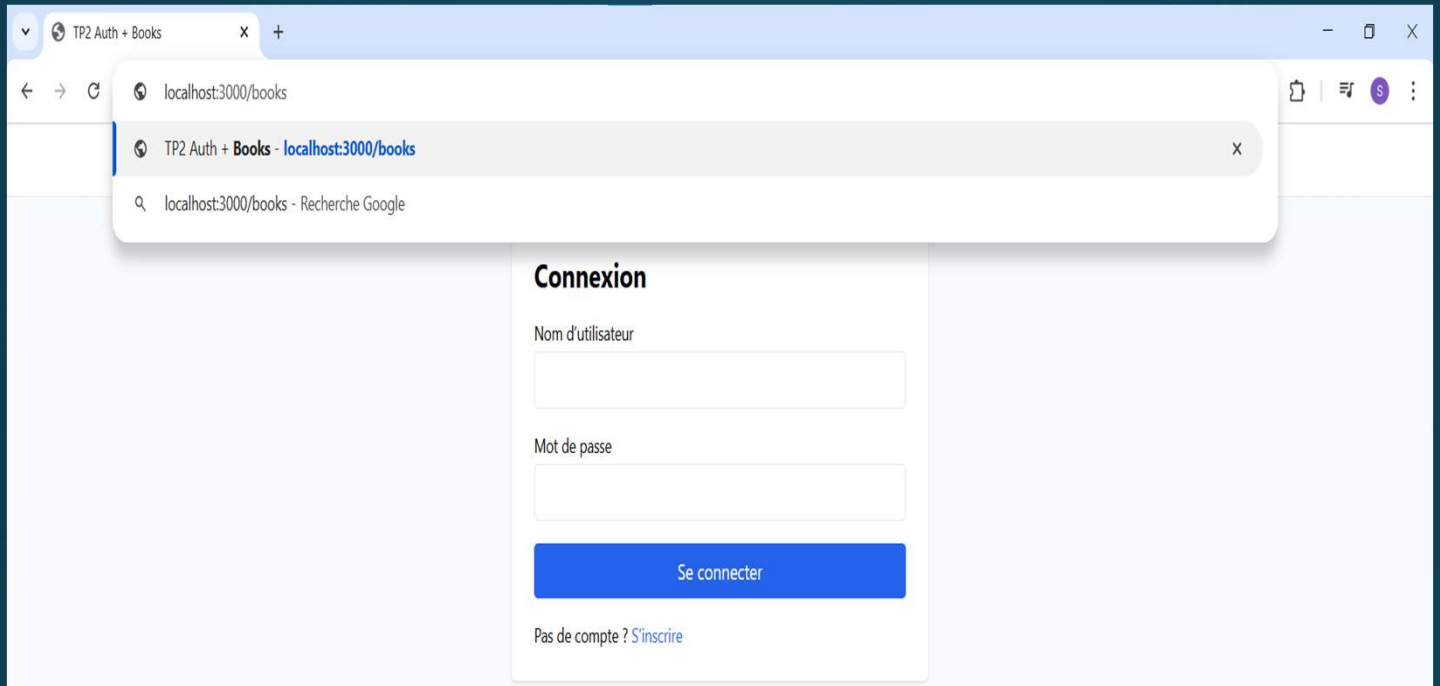 TP2 Auth + Books
localhost:3000/books
S
TP2 Auth + Books - localhost:3000/books
localhost:3000/books - Recherche Google
Connexion
Nom d'utilisateur
Mot de passe
Se connecter
Pas de compte ? S'inscrire